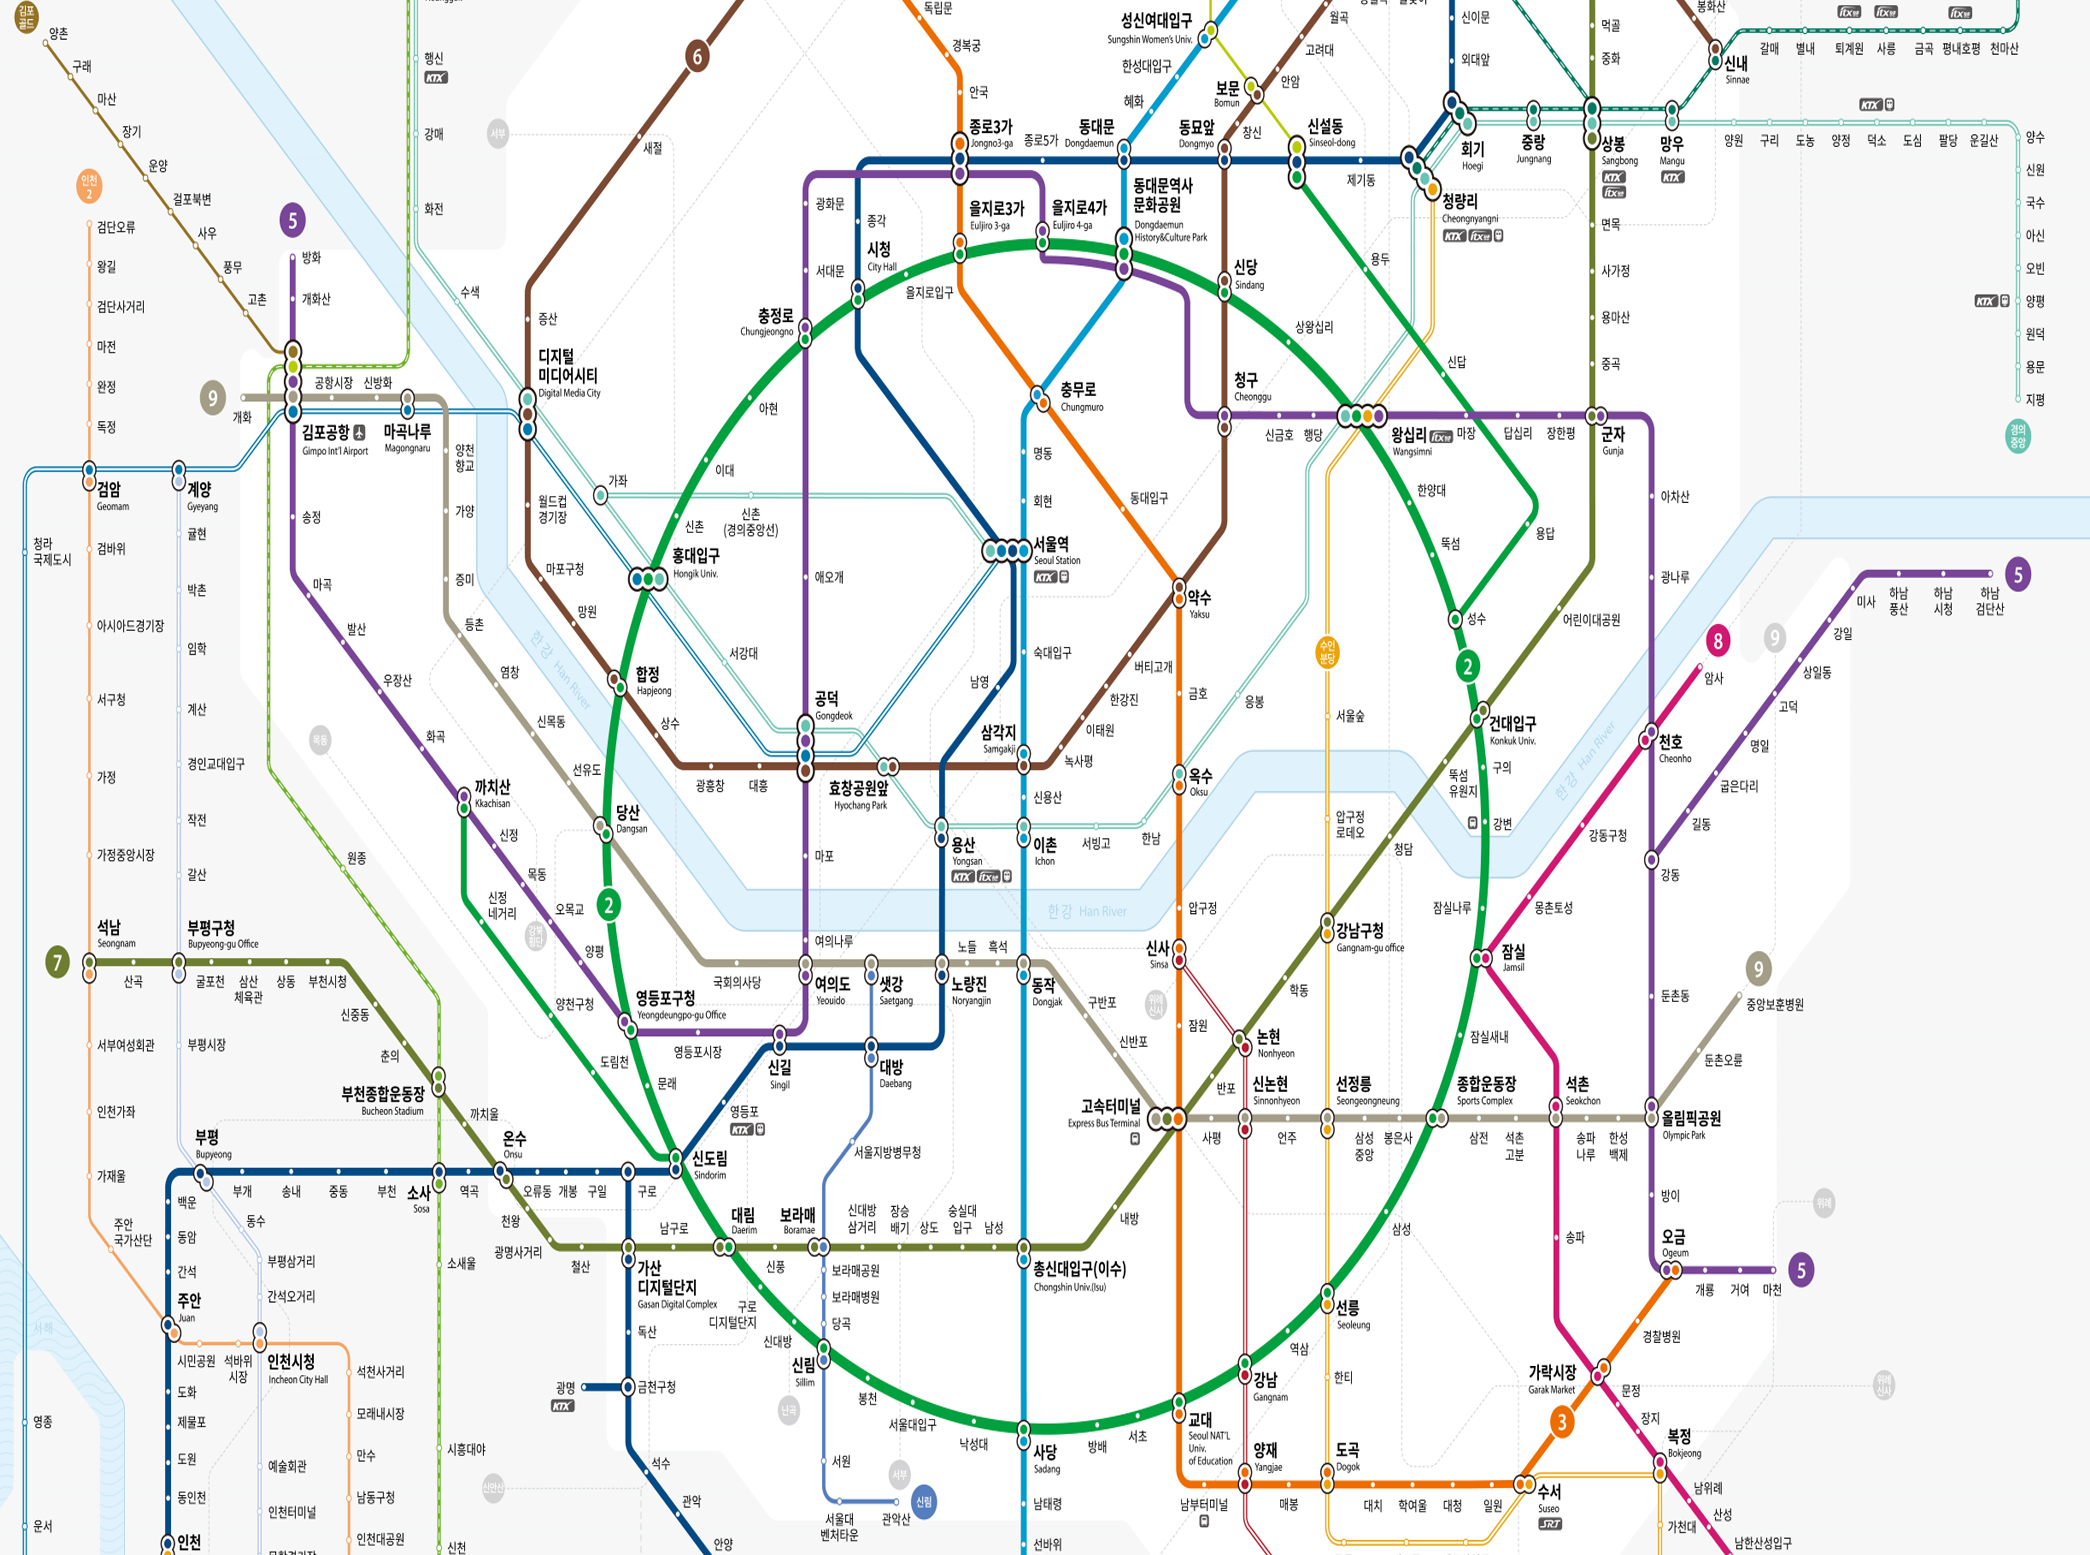 김포
골드
양촌
구래
마산
장기
운양
걸포북변
사우
풍무
고촌
행신
KTX
강매
화전
수색
서부
6
새절
증산
독립문
경복궁
안국
종로3가
Jongno3-ga
종로5가
을지로3가
Euljiro 3-ga
을지로4가
Euljiro 4-ga
성신여대입구
Sungshin Women's Univ.
한성대입구
혜화
동대문
Dongdaemun
동대문역사
문화공원
Dongdaemun
History&Culture Park
보문
Bomun
월곡
고려대
안암
창신
동묘앞
Dongmyo
신설동
Sinseol-dong
제기동
신이문
외대앞
회기
Hoegi
청량리
Cheongnyangni
KTX
중랑
Jungnang
먹골
중화
상봉
Sangbong
KTX
망우
Mangu
KTX
봉화산
신내
Sinnae
갈매
별내
퇴계원
사릉
금곡
평내호평
천마산
KTX
양원
구리
도농
양정
덕소
도심
팔당
운길산
양수
신원
국수
아신
오빈
KTX
양평
원덕
용문
지평
경의
중앙
면목
사가정
용마산
중곡
인천
2
검단오류
왕길
검단사거리
마전
완정
독정
검암
Geomam
검바위
아시아드경기장
서구청
가정
가정중앙시장
석남
Seongnam
서부여성회관
인천가좌
가재울
주안
국가산단
주안
Juan
시민공원
석바위
시장
인천시청
Incheon City Hall
석천사거리
모래내시장
만수
남동구청
인천대공원
청라
국제도시
영종
운서
서해
5
방화
개화산
9
개화
공항시장
신방화
김포공항
Gimpo Int'l Airport
마곡나루
Magongnaru
양천
향교
가양
증미
등촌
염창
신목동
선유도
계양
Gyeyang
귤현
박촌
임학
계산
경인교대입구
작전
갈산
부평구청
Bupyeong-gu Office
부평시장
부평
Bupyeong
동수
부평삼거리
간석오거리
예술회관
인천터미널
송정
마곡
발산
우장산
화곡
까치산
Kkachisan
신정
목동
오목교
양평
목동
강북
횡단
신정
네거리
양천구청
도림천
영등포구청
Yeongdeungpo-gu Office
원종
7
산곡
굴포천
삼산
체육관
상동
부천시청
신중동
춘의
부천종합운동장
Bucheon Stadium
까치울
온수
Onsu
부개
송내
중동
부천
소사
Sosa
역곡
오류동
개봉
구일
구로
천왕
광명사거리
철산
소새울
시흥대야
신천
백운
동암
간석
도화
제물포
도원
동인천
인천
디지털
미디어시티
Digital Media City
월드컵
경기장
마포구청
망원
합정
Hapjeong
상수
광흥창
대흥
가좌
신촌
(경의중앙선)
홍대입구
Hongik Univ.
서강대
공덕
Gongdeok
효창공원앞
Hyochang Park
한강 Han River
이대
신촌
아현
충정로
Chungjeongno
시청
City Hall
을지로입구
광화문
종각
서대문
애오개
충무로
Chungmuro
명동
회현
동대입구
서울역
Seoul Station
KTX
숙대입구
남영
삼각지
Samgakji
녹사평
이태원
한강진
버티고개
약수
Yaksu
금호
옥수
Oksu
응봉
신용산
용산
Yongsan
KTX
이촌
Ichon
서빙고
한남
한강 Han River
신당
Sindang
상왕십리
청구
Cheonggu
신금호
행당
왕십리
Wangsimni
마장
답십리
장한평
군자
Gunja
용두
신답
용답
한양대
뚝섬
성수
2
건대입구
Konkuk Univ.
구의
강변
어린이대공원
뚝섬
유원지
청담
아차산
광나루
천호
Cheonho
강동
길동
굽은다리
명일
고덕
상일동
강일
미사
하남
풍산
하남
시청
하남
검단산
5
8
암사
9
강동구청
몽촌토성
한강 Han River
수인
분당
서울숲
압구정
로데오
강남구청
Gangnam-gu office
당산
Dangsan
2
마포
여의나루
국회의사당
여의도
Yeouido
샛강
Saetgang
노량진
Noryangjin
노들
흑석
동작
Dongjak
구반포
신반포
압구정
신사
Sinsa
위례
신사
잠원
논현
Nonhyeon
학동
반포
고속터미널
Express Bus Terminal
사평
신논현
Sinnonhyeon
언주
선정릉
Seongeongneung
삼성
중앙
봉은사
종합운동장
Sports Complex
잠실나루
잠실
Jamsil
잠실새내
삼전
석촌
고분
석촌
Seokchon
송파
나루
한성
백제
올림픽공원
Olympic Park
둔촌동
둔촌오륜
중앙보훈병원
9
방이
오금
Ogeum
개롱
거여
마천
5
위례
위례
신사
송파
경찰병원
가락시장
Garak Market
문정
장지
복정
Bokjeong
남위례
산성
남한산성입구
가천대
3
수서
Suseo
SRT
일원
대청
학여울
대치
도곡
Dogok
매봉
양재
Yangjae
남부터미널
영등포시장
신길
Singil
대방
Daebang
영등포
KTX
문래
신도림
Sindorim
서울지방병무청
대림
Daerim
남구로
보라매
Boramae
신풍
신대방
삼거리
장승
배기
상도
숭실대
입구
남성
총신대입구(이수)
Chongshin Univ.(Isu)
내방
가산
디지털단지
Gasan Digital Complex
구로
디지털단지
신대방
보라매공원
보라매병원
당곡
신림
Sillim
봉천
서울대입구
낙성대
사당
Sadang
방배
서초
교대
Seoul NAT'L
Univ.
of Education
강남
Gangnam
역삼
선릉
Seoleung
한티
삼성
독산
금천구청
광명
KTX
석수
관악
안양
난곡
서부
신안산
서원
서울대
벤처타운
관악산
신림
남태령
선바위